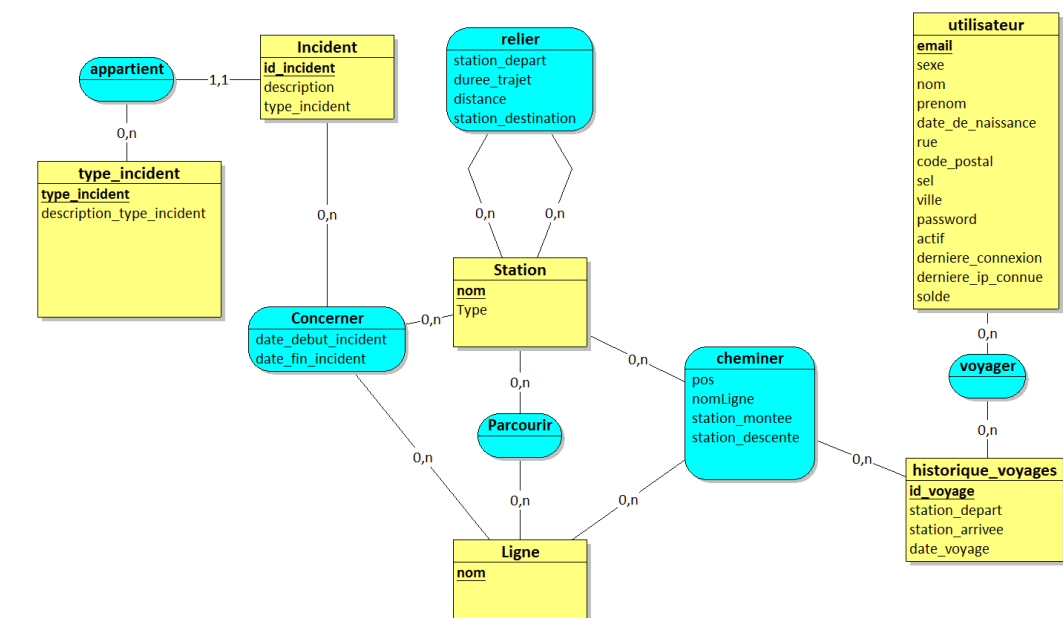 appartient
1,1
0,n
Incident
id_incident
description
type_incident
type_incident
type_incident
description_type_incident
0,n
relier
station_depart
duree_trajet
distance
station_destination
0,n
0,n
utilisateur
email
sexe
nom
prenom
date_de_naissance
rue
code_postal
sel
ville
password
actif
derniere_connexion
derniere_ip_connue
solde
Station
nom
Type
Concerner
date_debut_incident
date_fin_incident
0,n
0,n
0,n
Parcourir
0,n
0,n
cheminer
pos
nomLigne
station_montee
station_descente
0,n
0,n
0,n
voyager
0,n
historique_voyages
id_voyage
station_depart
station_arrivee
date_voyage
Ligne
nom